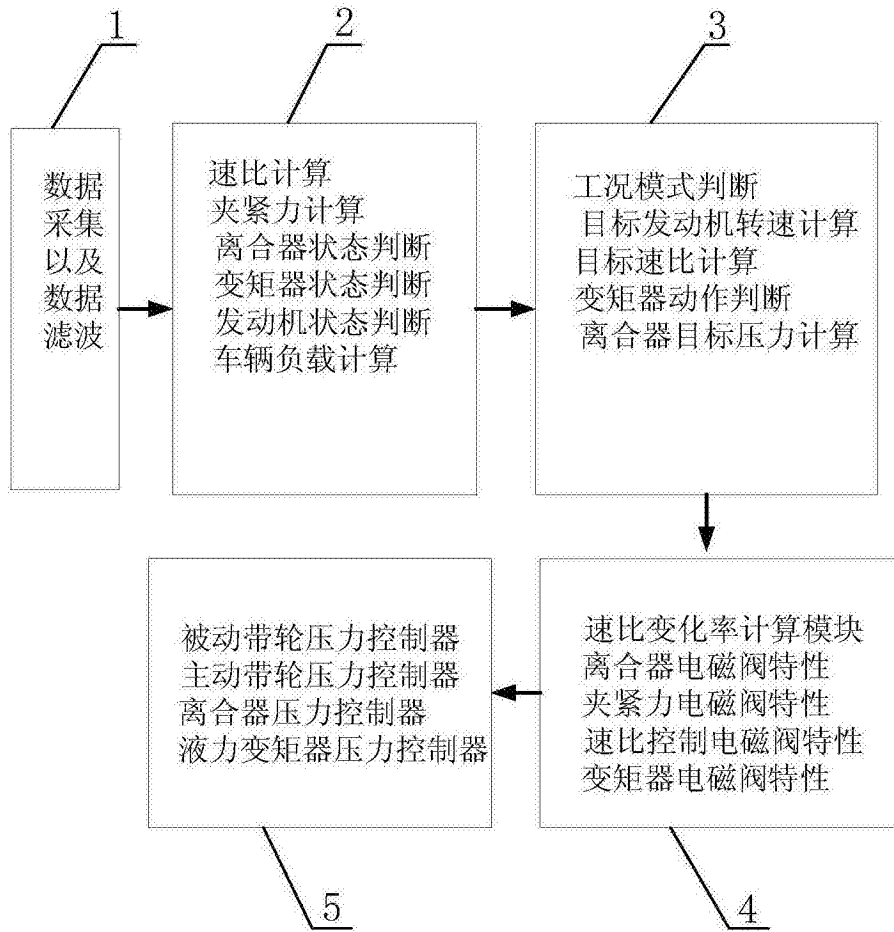 1
2
3
数据
采集
以及
数据
滤波
速比计算
夹紧力计算
离合器状态判断
变矩器状态判断
发动机状态判断
车辆负载计算
工况模式判断
目标发动机转速计算
目标速比计算
变矩器动作判断
离合器目标压力计算
被动带轮压力控制器
主动带轮压力控制器
离合器压力控制器
液力变矩器压力控制器
速比变化率计算模块
离合器电磁阀特性
夹紧力电磁阀特性
速比控制电磁阀特性
变矩器电磁阀特性
5
4